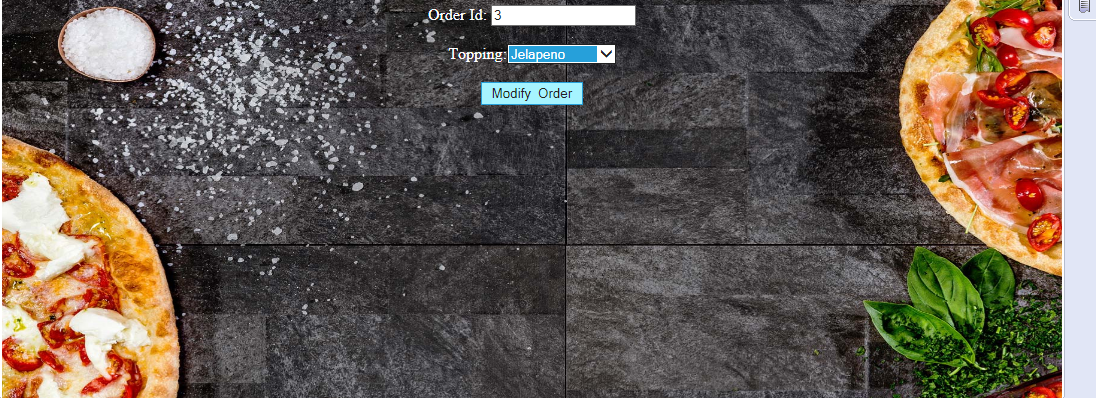 Order Id: 3
Topping: Jelapeno
Modify Order